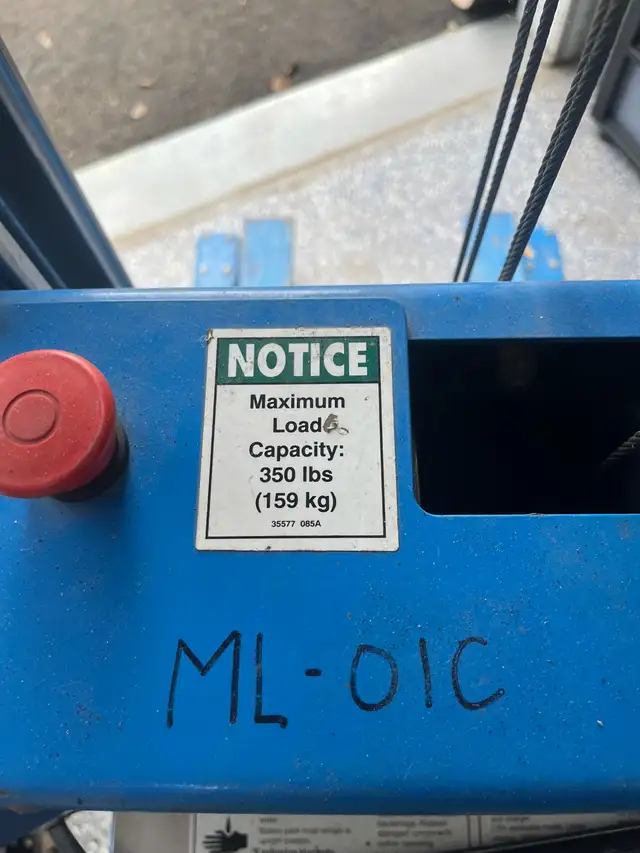 NOTICE
Maximum
Load
Capacity:
350 lbs
(159 kg)
35577 085A
ML-01C